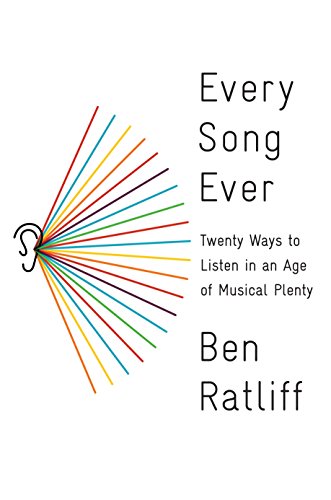 Every
Song
Ever
Twenty Ways to
Listen in an Age
of Musical Plenty
Ben
Ratliff